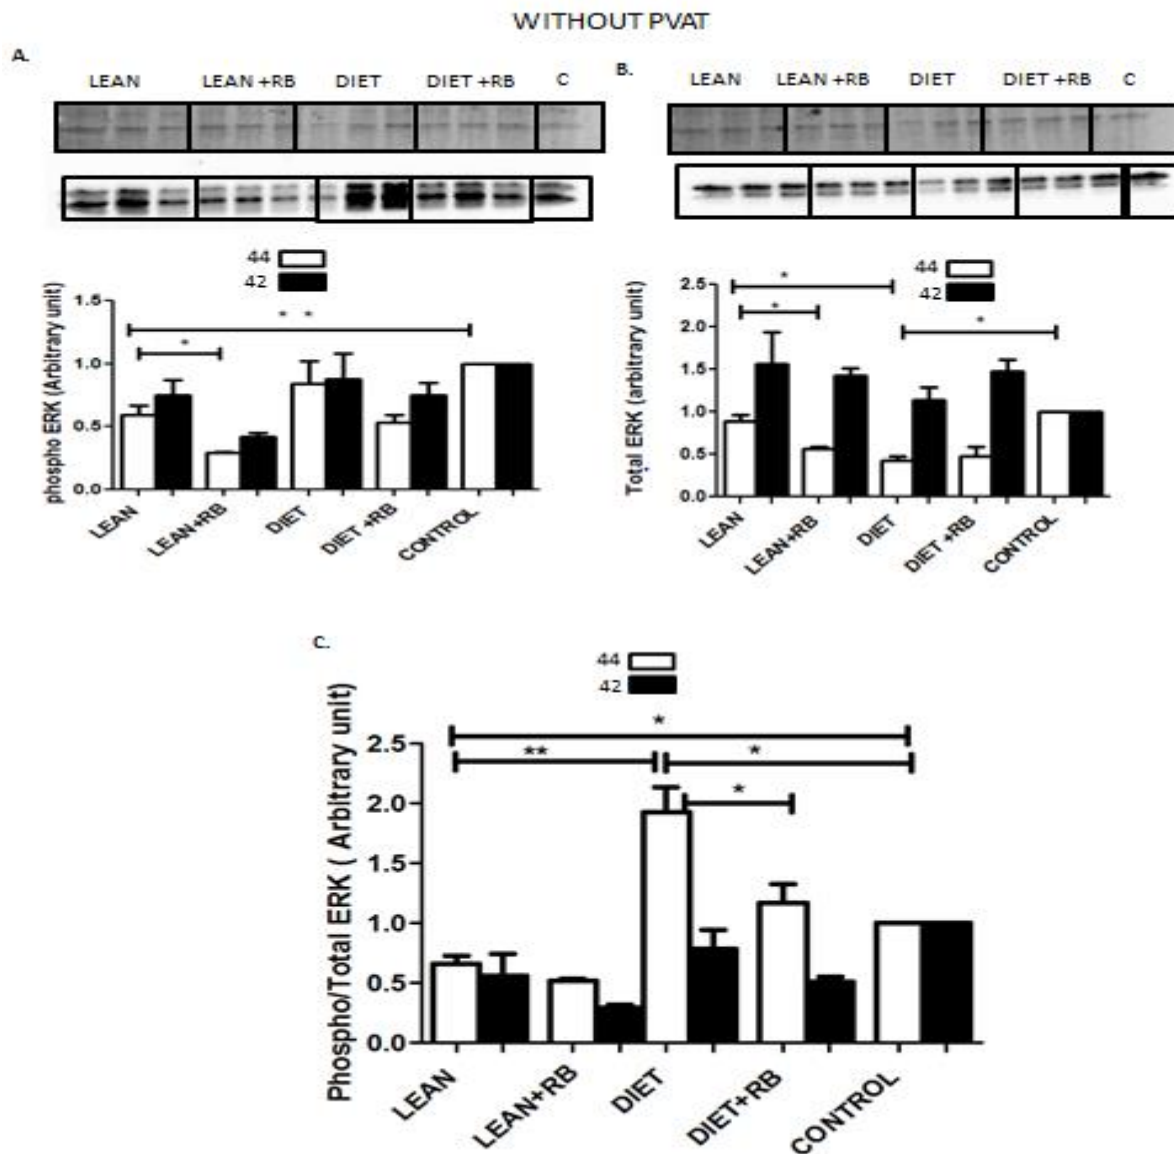 WITHOUT PVAT
A.
LEAN LEAN +RB DIET DIET +RB C
44
42
phospho ERK (Arbitrary unit)
1.5
1.0
0.5
0.0
* *
*
LEAN LEAN+RB DIET DIET +RB CONTROL
B.
LEAN LEAN +RB DIET DIET +RB C
44
42
Total ERK (arbitrary unit)
2.5
2.0
1.5
1.0
0.5
0.0
*
*
*
LEAN LEAN+RB DIET DIET +RB CONTROL
C.
44
42
Phospho/Total ERK ( Arbitrary unit)
2.5
2.0
1.5
1.0
0.5
0.0
*
** *
*
LEAN LEAN+RB DIET DIET+RB CONTROL